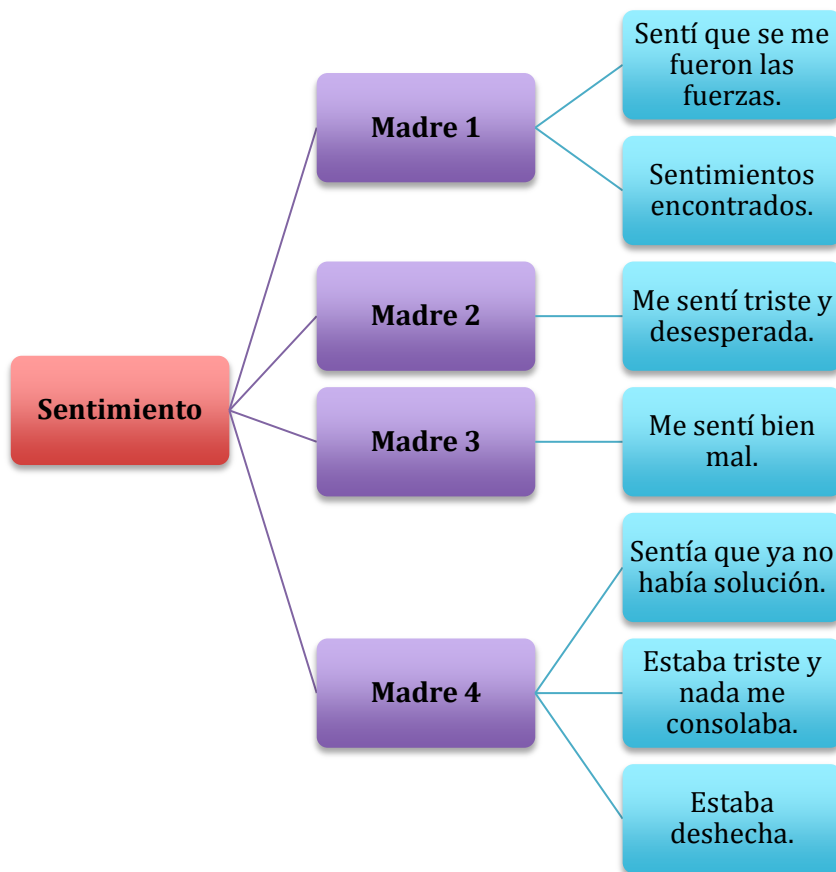 Sentimiento
Madre 1
Sentí que se me
fueron las
fuerzas.
Sentimientos
encontrados.
Madre 2
Me sentí triste y
desesperada.
Madre 3
Me sentí bien
mal.
Madre 4
Sentía que ya no
había solución.
Estaba triste y
nada me
consolaba.
Estaba
deshecha.